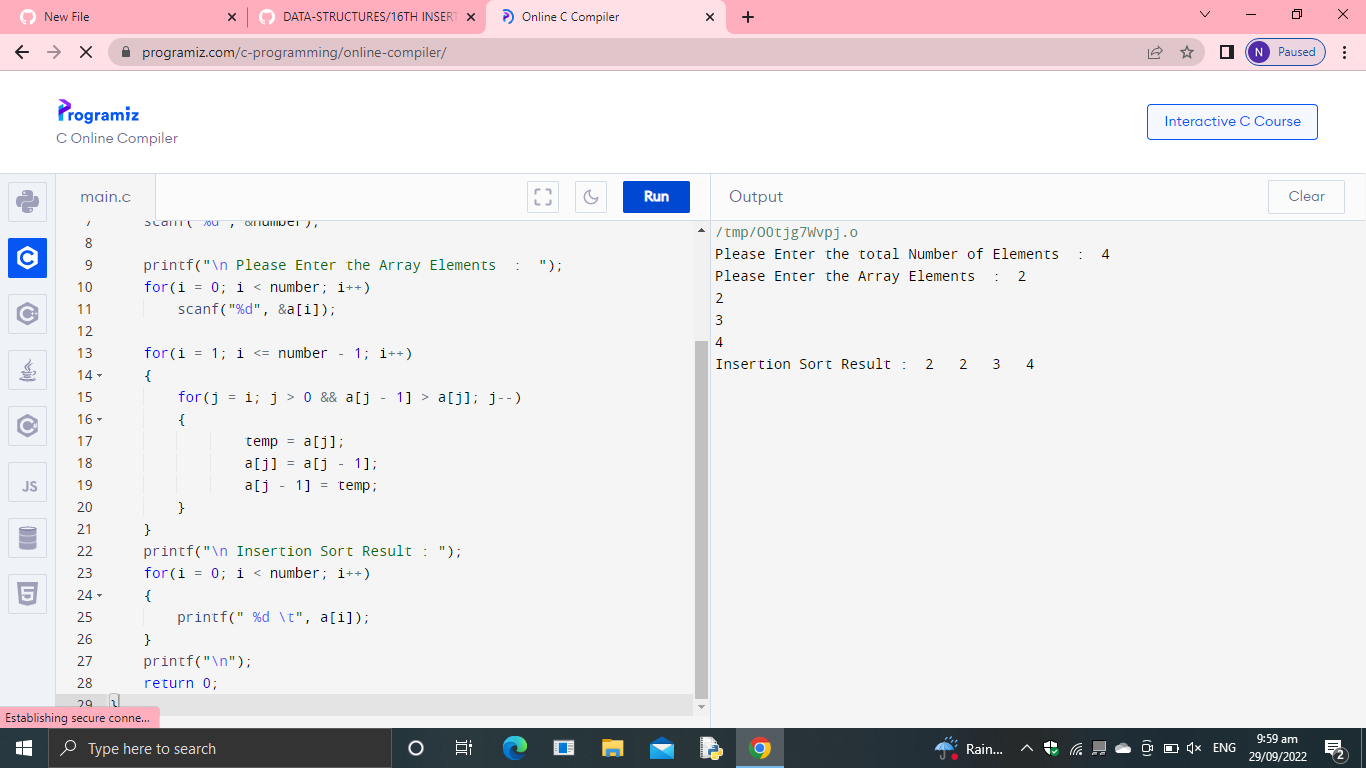 New File
DATA-STRUCTURES/16TH INSERT
Online C Compiler
programiz.com/c-programming/online-compiler/
N Paused
Programiz
C Online Compiler
Interactive C Course
main.c
Run
Output
Clear
7 scanf("%d", &number);
8
9 printf("\n Please Enter the Array Elements  :  ");
10 for(i = 0; i < number; i++)
11 scanf("%d", &a[i]);
12
13 for(i = 1; i <= number - 1; i++)
14 {
15 for(j = i; j > 0 && a[j - 1] > a[j]; j--)
16 {
17 temp = a[j];
18 a[j] = a[j - 1];
19 a[j - 1] = temp;
20 }
21 }
22 printf("\n Insertion Sort Result : ");
23 for(i = 0; i < number; i++)
24 {
25 printf(" %d \t", a[i]);
26 }
27 printf("\n");
28 return 0;
29 }
/tmp/OOtjg7Wvpj.o
Please Enter the total Number of Elements  :  4
Please Enter the Array Elements  :  2
2
3
4
Insertion Sort Result :  2   2   3   4
JS
Establishing secure conne...
Type here to search
Rain...
ENG
9:59 am
29/09/2022
2